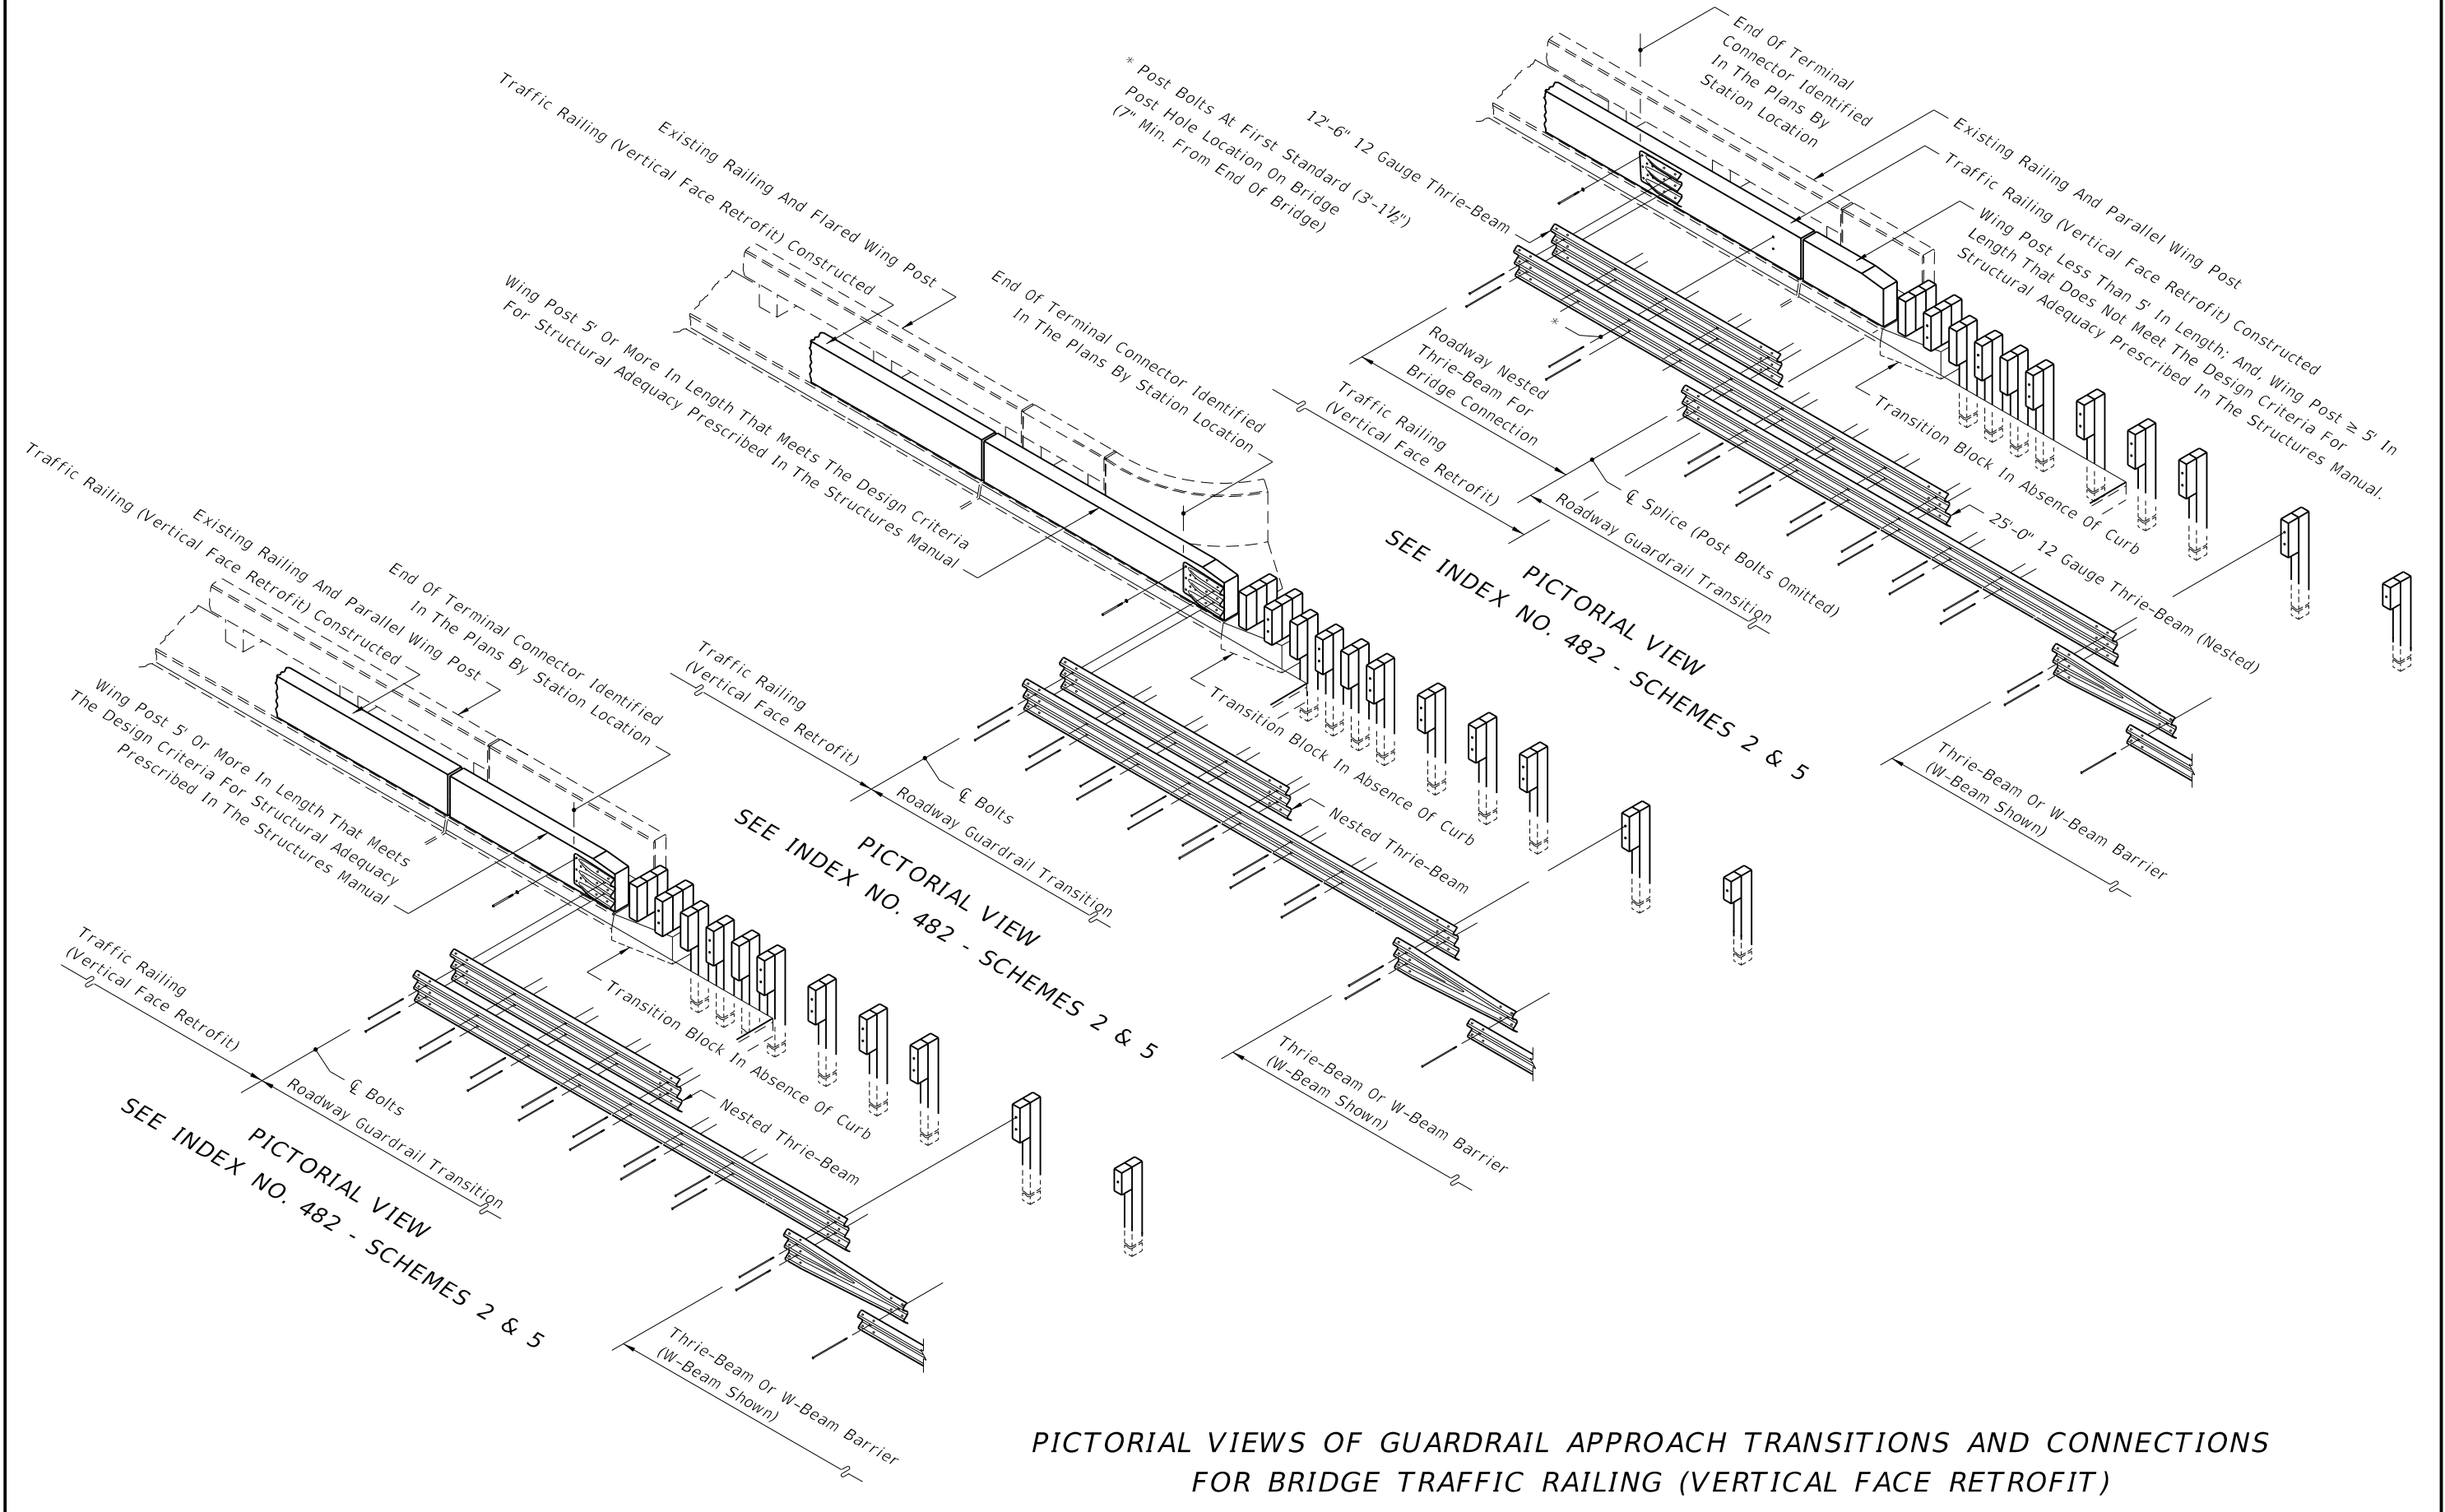 Traffic Railing (Vertical Face Retrofit) Constructed
Existing Railing And Parallel Wing Post
End Of Terminal Connector Identified
In The Plans By Station Location
Wing Post 5' Or More In Length That Meets
The Design Criteria For Structural Adequacy
Prescribed In The Structures Manual
Traffic Railing
(Vertical Face Retrofit)
℄ Bolts
Roadway Guardrail Transition
Transition Block In Absence Of Curb
Nested Thrie-Beam
Thrie-Beam Or W-Beam Barrier
(W-Beam Shown)
PICTORIAL VIEW
SEE INDEX NO. 482 - SCHEMES 2 & 5
Traffic Railing (Vertical Face Retrofit) Constructed
Existing Railing And Flared Wing Post
End Of Terminal Connector Identified
In The Plans By Station Location
Wing Post 5' Or More In Length That Meets The Design Criteria
For Structural Adequacy Prescribed In The Structures Manual
Traffic Railing
(Vertical Face Retrofit)
℄ Bolts
Roadway Guardrail Transition
Transition Block In Absence Of Curb
Nested Thrie-Beam
Thrie-Beam Or W-Beam Barrier
(W-Beam Shown)
PICTORIAL VIEW
SEE INDEX NO. 482 - SCHEMES 2 & 5
* Post Bolts At First Standard (3'-1½")
Post Hole Location On Bridge
(7" Min. From End Of Bridge)
12'-6" 12 Gauge Thrie-Beam
End Of Terminal
Connector Identified
In The Plans By
Station Location
Existing Railing And Parallel Wing Post
Traffic Railing (Vertical Face Retrofit) Constructed
Wing Post Less Than 5' In Length; And, Wing Post ≥ 5' In
Length That Does Not Meet The Design Criteria For
Structural Adequacy Prescribed In The Structures Manual.
*
Roadway Nested
Thrie-Beam For
Bridge Connection
Traffic Railing
(Vertical Face Retrofit)
℄ Splice (Post Bolts Omitted)
Roadway Guardrail Transition
Transition Block In Absence Of Curb
25'-0" 12 Gauge Thrie-Beam (Nested)
Thrie-Beam Or W-Beam Barrier
(W-Beam Shown)
PICTORIAL VIEW
SEE INDEX NO. 482 - SCHEMES 2 & 5
PICTORIAL VIEWS OF GUARDRAIL APPROACH TRANSITIONS AND CONNECTIONS
FOR BRIDGE TRAFFIC RAILING (VERTICAL FACE RETROFIT)